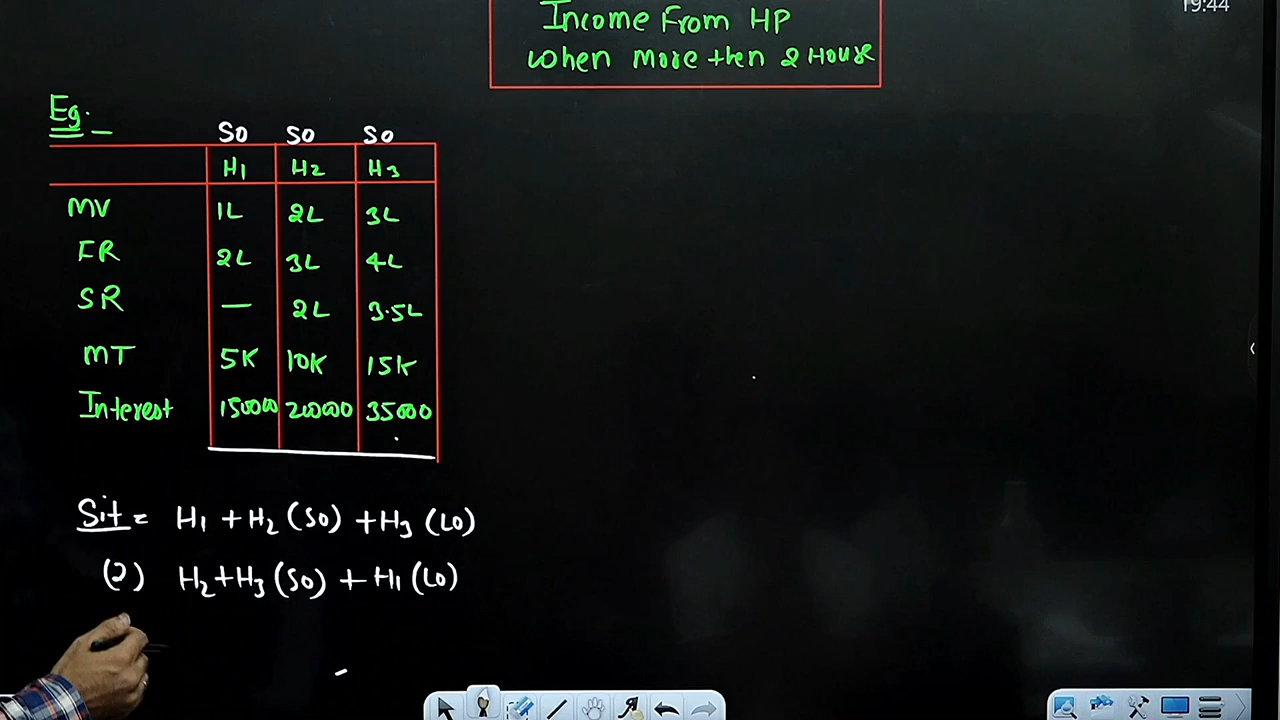 19:44
Income From HP
When more then 2 House
Eg.
SO SO SO
H1 H2 H3
MV 1L 2L 3L
FR 2L 3L 4L
SR — 2L 3.5L
MT 5K 10K 15K
Interest 150000 200000 35000
Sit = H1 + H2 (SO) + H3 (LO)
(2) H2 + H3 (SO) + H1 (LO)